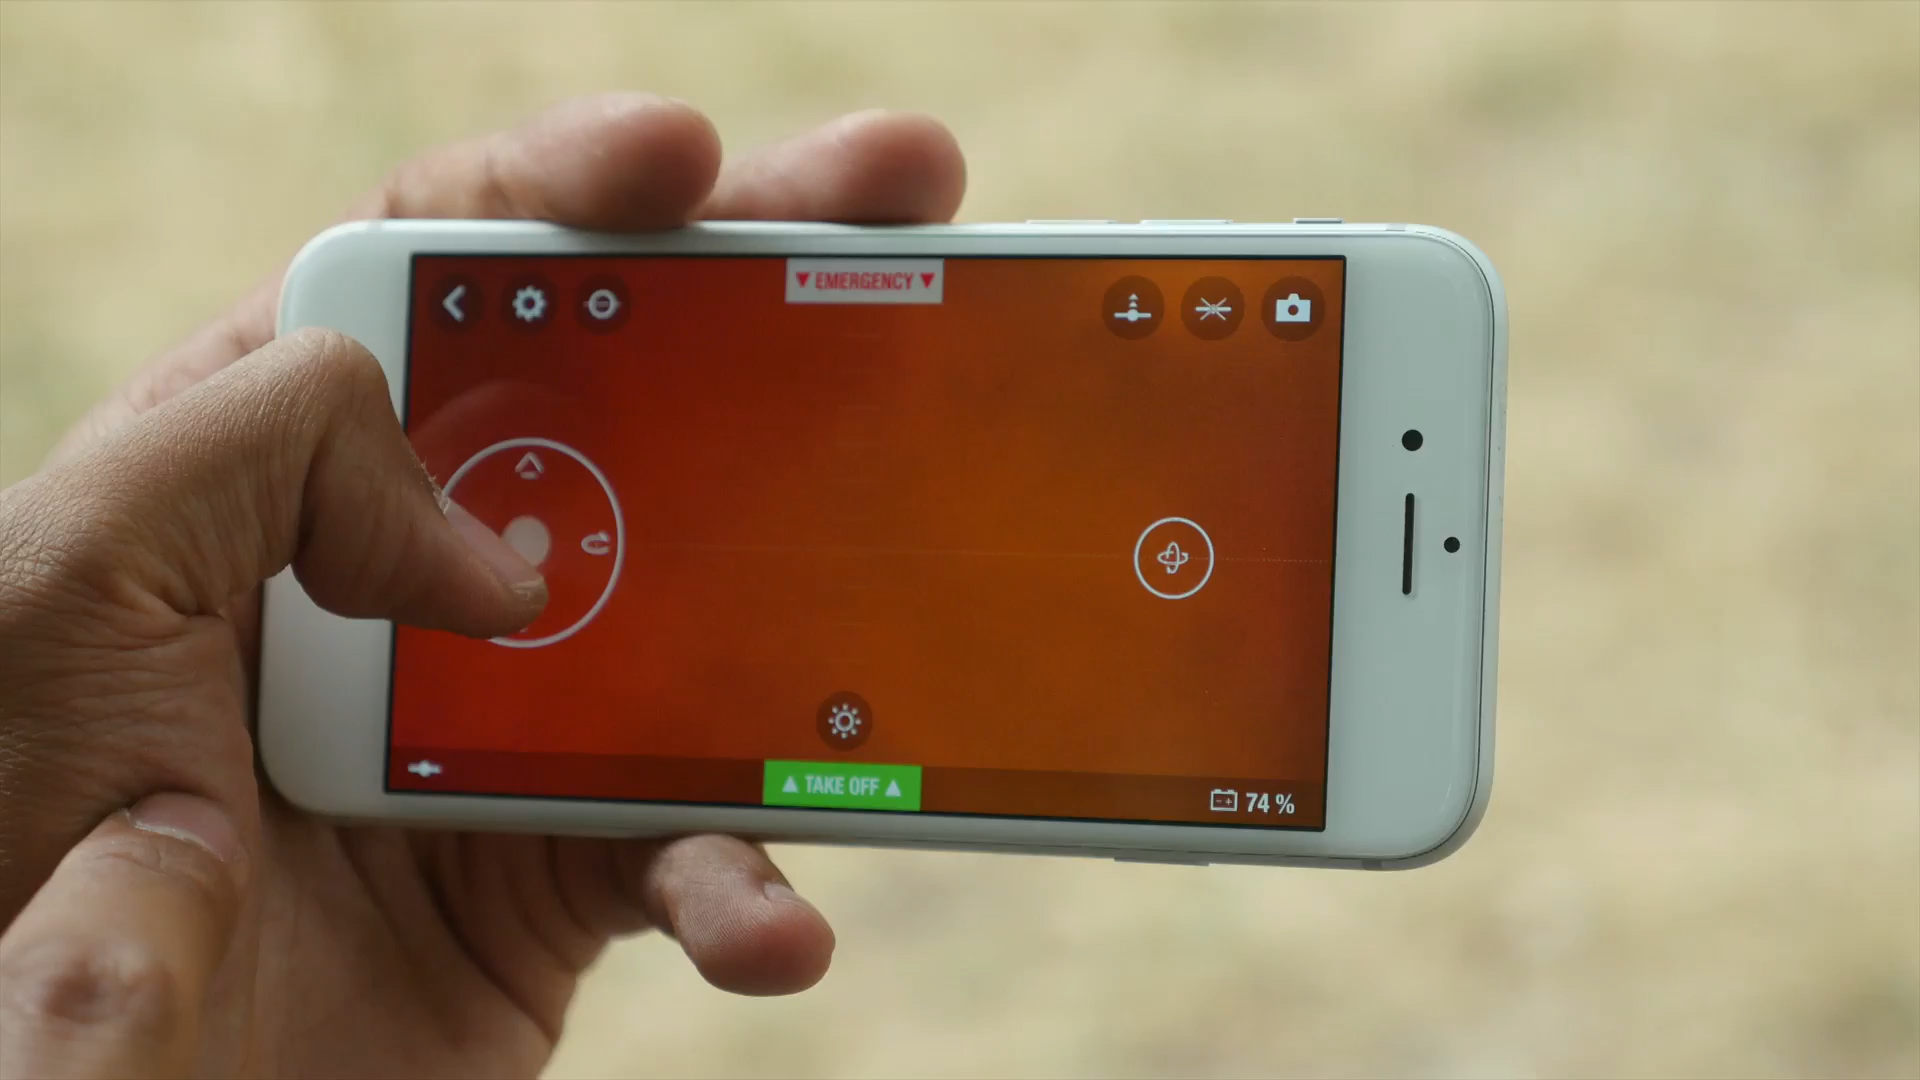 ▼ EMERGENCY ▼
▲ TAKE OFF ▲
74 %